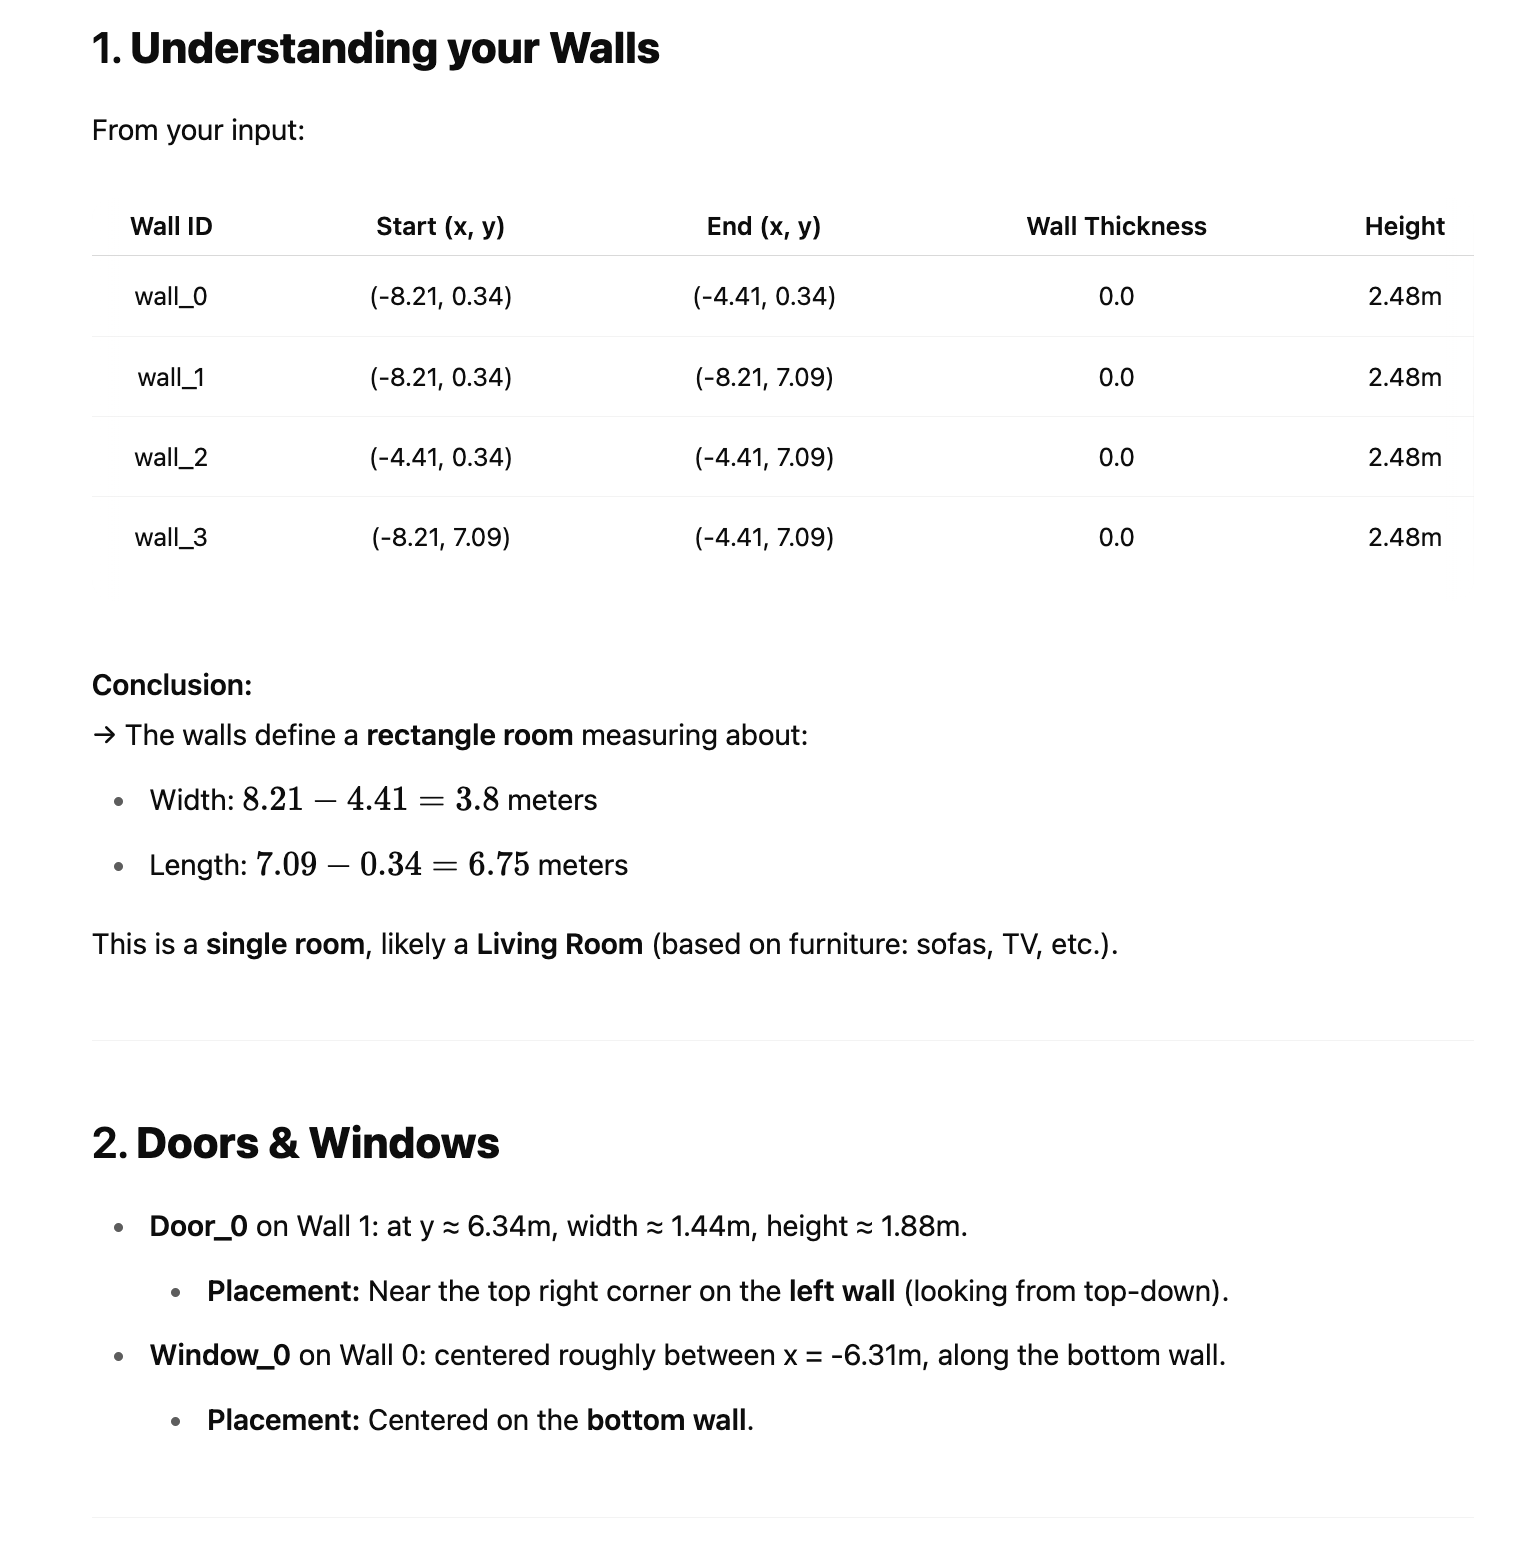 1. Understanding your Walls
From your input:
Wall ID Start (x, y) End (x, y) Wall Thickness Height
wall_0 (-8.21, 0.34) (-4.41, 0.34) 0.0 2.48m
wall_1 (-8.21, 0.34) (-8.21, 7.09) 0.0 2.48m
wall_2 (-4.41, 0.34) (-4.41, 7.09) 0.0 2.48m
wall_3 (-8.21, 7.09) (-4.41, 7.09) 0.0 2.48m
Conclusion:
→ The walls define a rectangle room measuring about:
• Width: 8.21 − 4.41 = 3.8 meters
• Length: 7.09 − 0.34 = 6.75 meters
This is a single room, likely a Living Room (based on furniture: sofas, TV, etc.).
2. Doors & Windows
• Door_0 on Wall 1: at y ≈ 6.34m, width ≈ 1.44m, height ≈ 1.88m.
• Placement: Near the top right corner on the left wall (looking from top-down).
• Window_0 on Wall 0: centered roughly between x = -6.31m, along the bottom wall.
• Placement: Centered on the bottom wall.